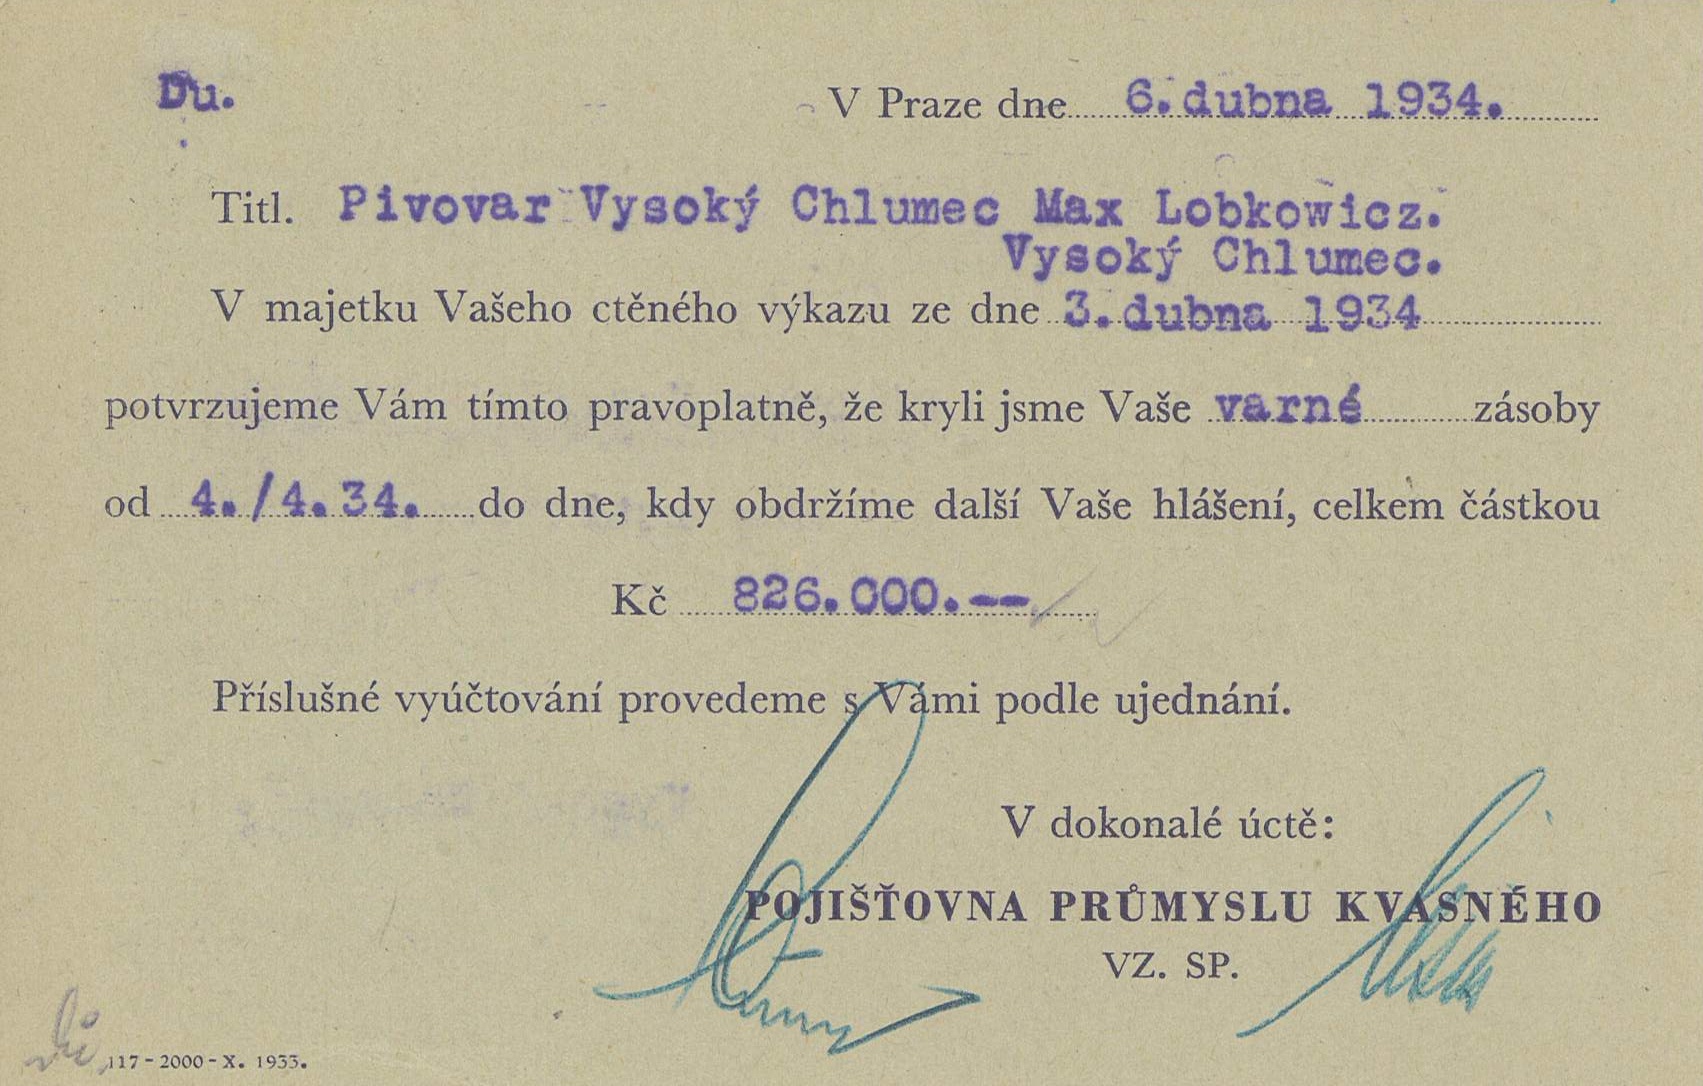 Du.
V Praze dne 6. dubna 1934.
Titl. Pivovar Vysoký Chlumec Max Lobkowicz.
Vysoký Chlumec.
V majetku Vašeho ctěného výkazu ze dne 3. dubna 1934
potvrzujeme Vám tímto pravoplatně, že kryli jsme Vaše varné zásoby
od 4./4.34. do dne, kdy obdržíme další Vaše hlášení, celkem částkou
Kč 826.000.--
Příslušné vyúčtování provedeme s Vámi podle ujednání.
V dokonalé úctě:
POJIŠŤOVNA PRŮMYSLU KVASNÉHO
VZ. SP.
117 - 2000 - X. 1933.